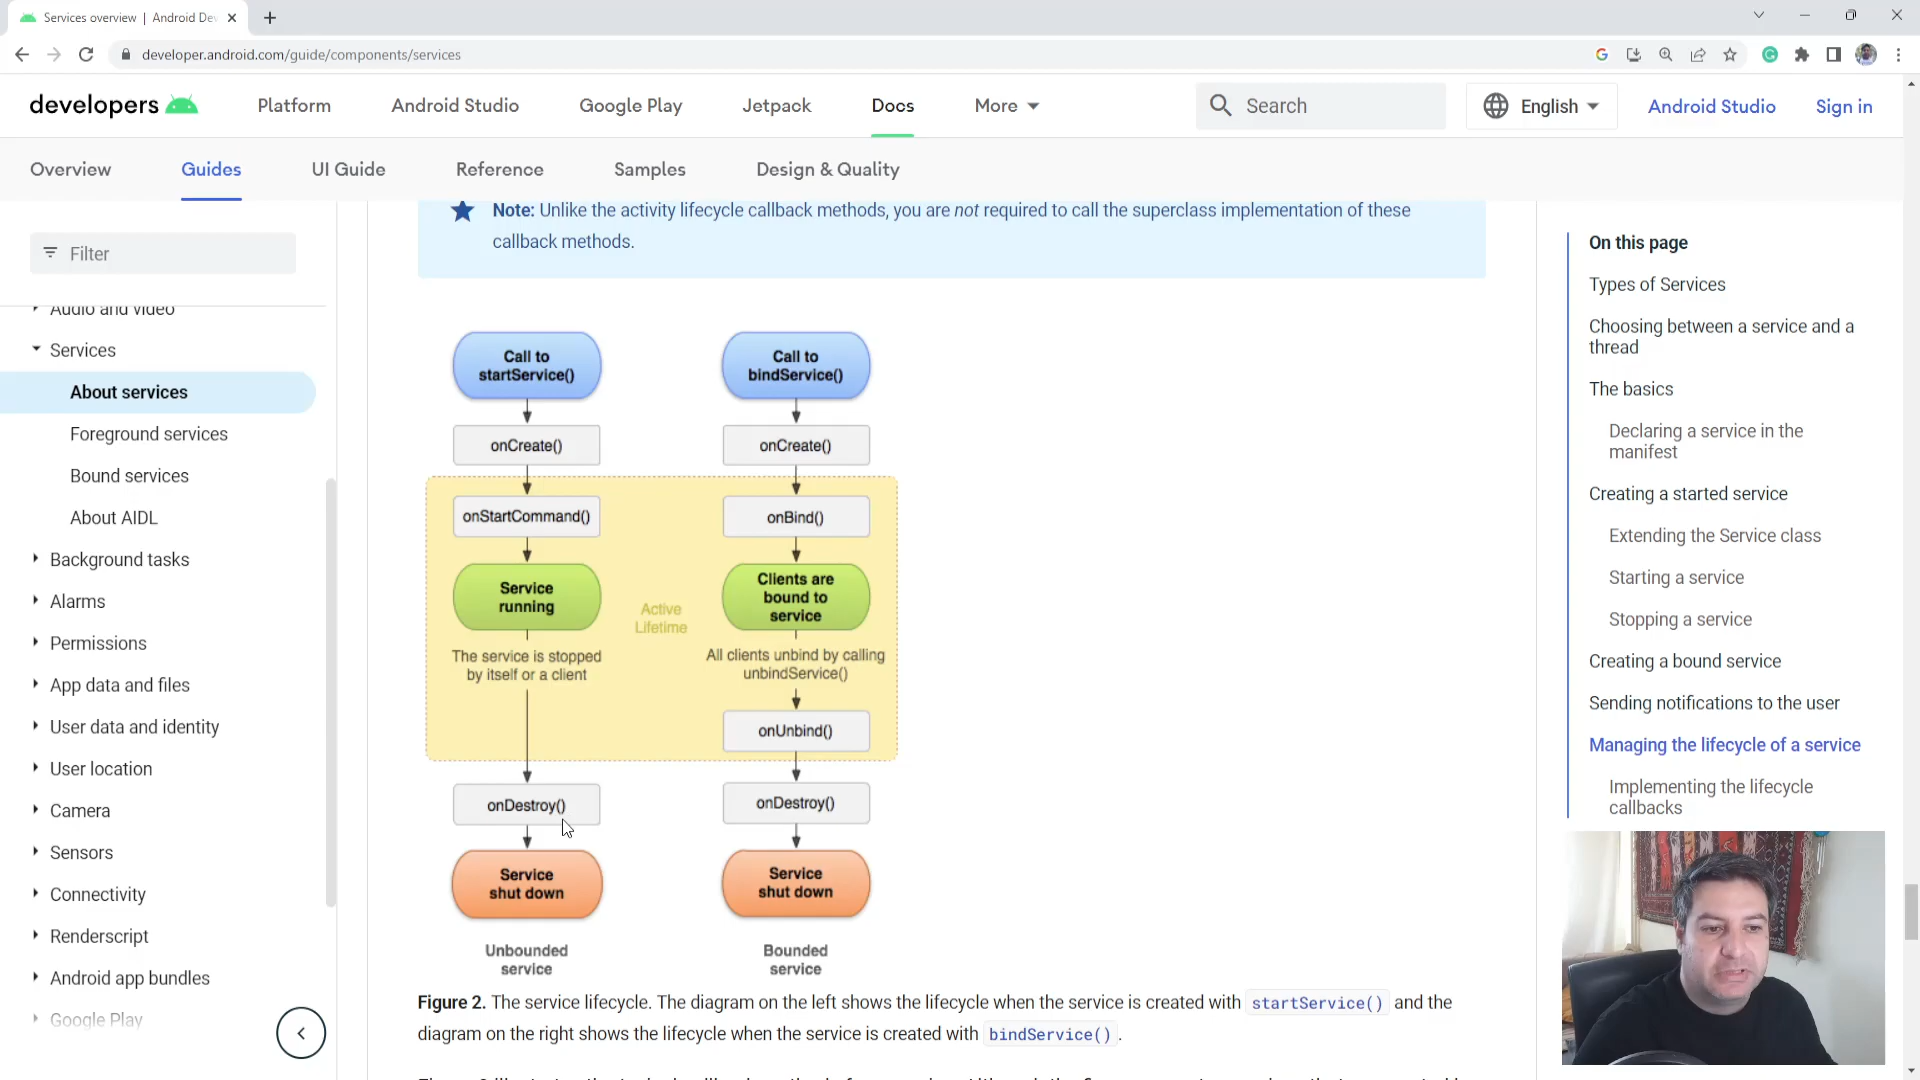 Services overview | Android De
developer.android.com/guide/components/services
developers
Platform
Android Studio
Google Play
Jetpack
Docs
More
Search
English
Android Studio
Sign in
Overview
Guides
UI Guide
Reference
Samples
Design & Quality
Filter
Audio and video
Services
About services
Foreground services
Bound services
About AIDL
Background tasks
Alarms
Permissions
App data and files
User data and identity
User location
Camera
Sensors
Connectivity
Renderscript
Android app bundles
Google Play
Note: Unlike the activity lifecycle callback methods, you are not required to call the superclass implementation of these
callback methods.
Call to
startService()
onCreate()
onStartCommand()
Service
running
The service is stopped
by itself or a client
onDestroy()
Service
shut down
Unbounded
service
Active
Lifetime
Call to
bindService()
onCreate()
onBind()
Clients are
bound to
service
All clients unbind by calling
unbindService()
onUnbind()
onDestroy()
Service
shut down
Bounded
service
Figure 2. The service lifecycle. The diagram on the left shows the lifecycle when the service is created with startService() and the
diagram on the right shows the lifecycle when the service is created with bindService().
On this page
Types of Services
Choosing between a service and a
thread
The basics
Declaring a service in the
manifest
Creating a started service
Extending the Service class
Starting a service
Stopping a service
Creating a bound service
Sending notifications to the user
Managing the lifecycle of a service
Implementing the lifecycle
callbacks